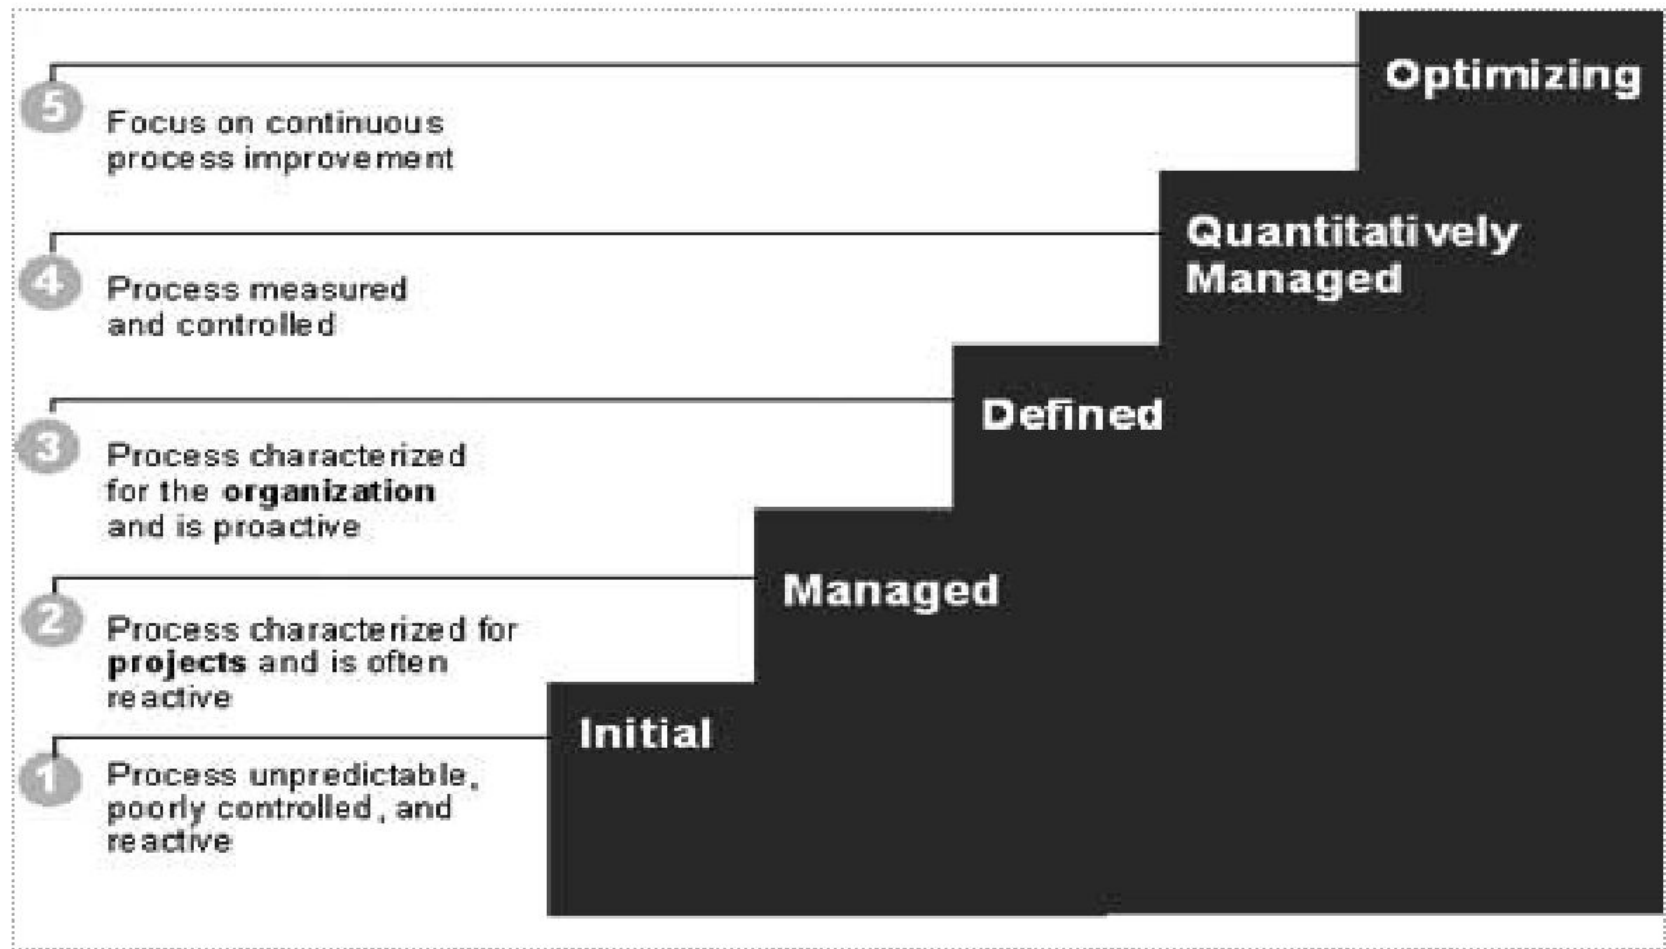 Optimizing
5
Focus on continuous
process improvement
Quantitatively
Managed
4
Process measured
and controlled
Defined
3
Process characterized
for the organization
and is proactive
Managed
2
Process characterized for
projects and is often
reactive
Initial
1
Process unpredictable,
poorly controlled, and
reactive